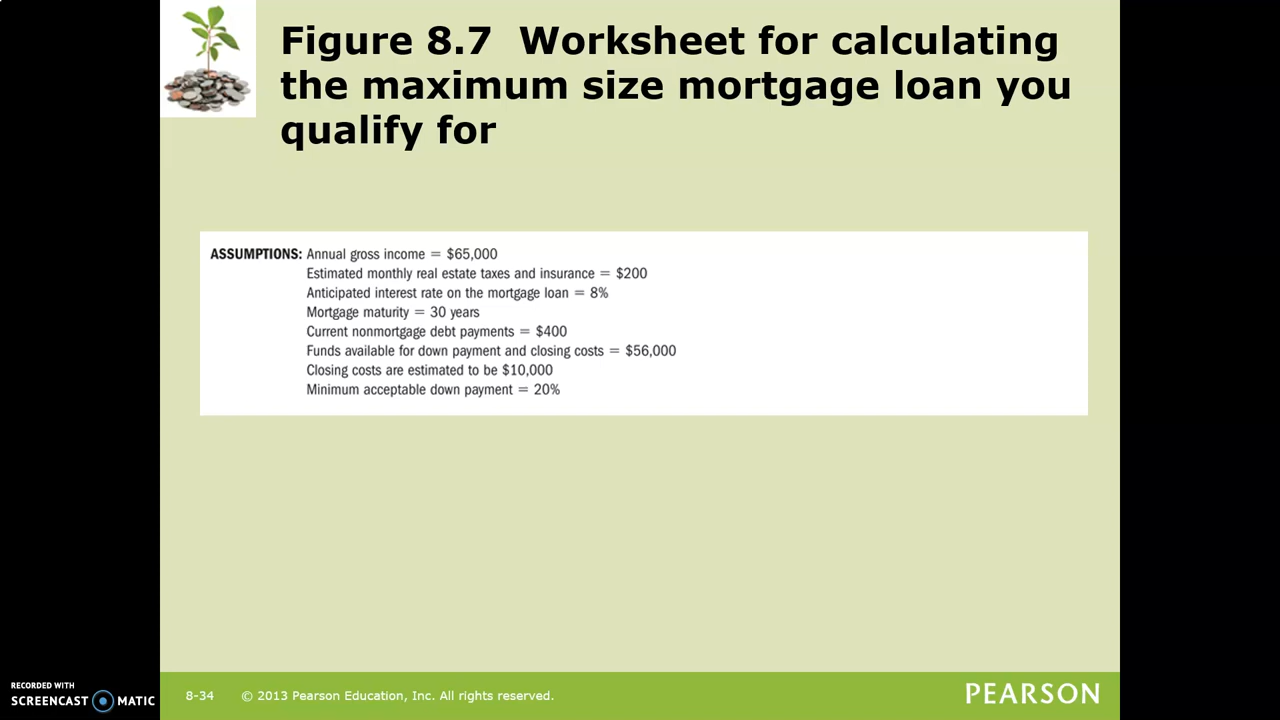 Figure 8.7 Worksheet for calculating
the maximum size mortgage loan you
qualify for
ASSUMPTIONS: Annual gross income = $65,000
Estimated monthly real estate taxes and insurance = $200
Anticipated interest rate on the mortgage loan = 8%
Mortgage maturity = 30 years
Current nonmortgage debt payments = $400
Funds available for down payment and closing costs = $56,000
Closing costs are estimated to be $10,000
Minimum acceptable down payment = 20%
RECORDED WITH
SCREENCAST MATIC
8-34 © 2013 Pearson Education, Inc. All rights reserved.
PEARSON